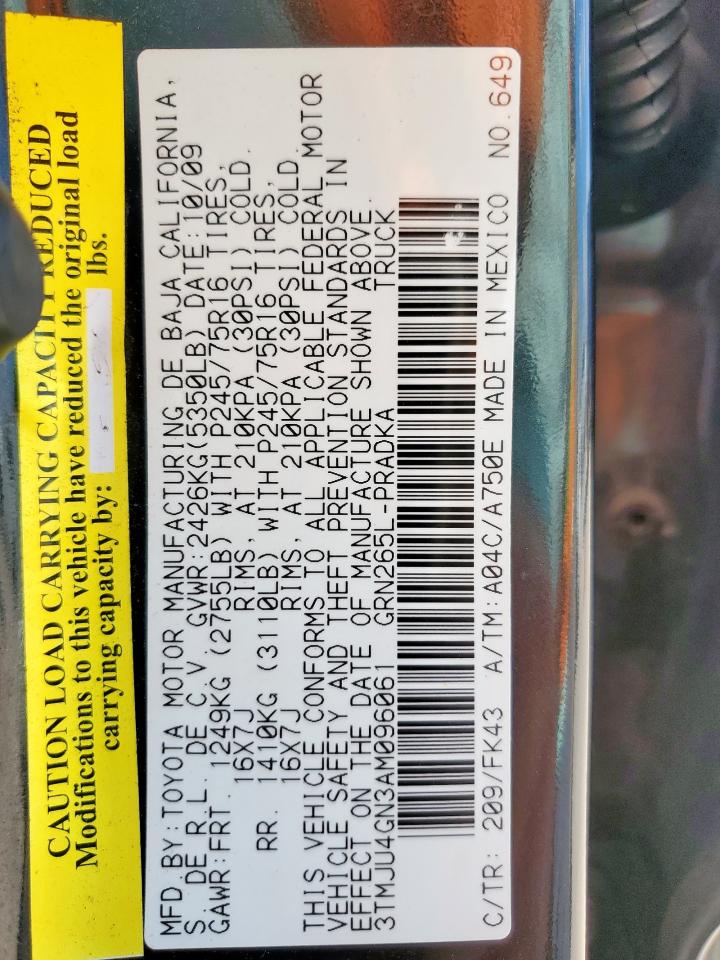 CAUTION LOAD CARRYING CAPACITY REDUCED
Modifications to this vehicle have reduced the original load
carrying capacity by: lbs.
MFD.BY:TOYOTA MOTOR MANUFACTURING DE BAJA CALIFORNIA,
S. DE R.L. DE C.V. GVWR:2426KG(5350LB) DATE:10/09
GAWR:FRT. 1249KG (2755LB) WITH P245/75R16 TIRES,
16X7J RIMS, AT 210KPA (30PSI) COLD.
RR. 1410KG (3110LB) WITH P245/75R16 TIRES,
16X7J RIMS, AT 210KPA (30PSI) COLD.
THIS VEHICLE CONFORMS TO ALL APPLICABLE FEDERAL MOTOR
VEHICLE SAFETY AND THEFT PREVENTION STANDARDS IN
EFFECT ON THE DATE OF MANUFACTURE SHOWN ABOVE.
3TMJU4GN3AM096061 GRN265L-PRADKA TRUCK
C/TR: 209/FK43 A/TM:A04C/A750E MADE IN MEXICO NO.649